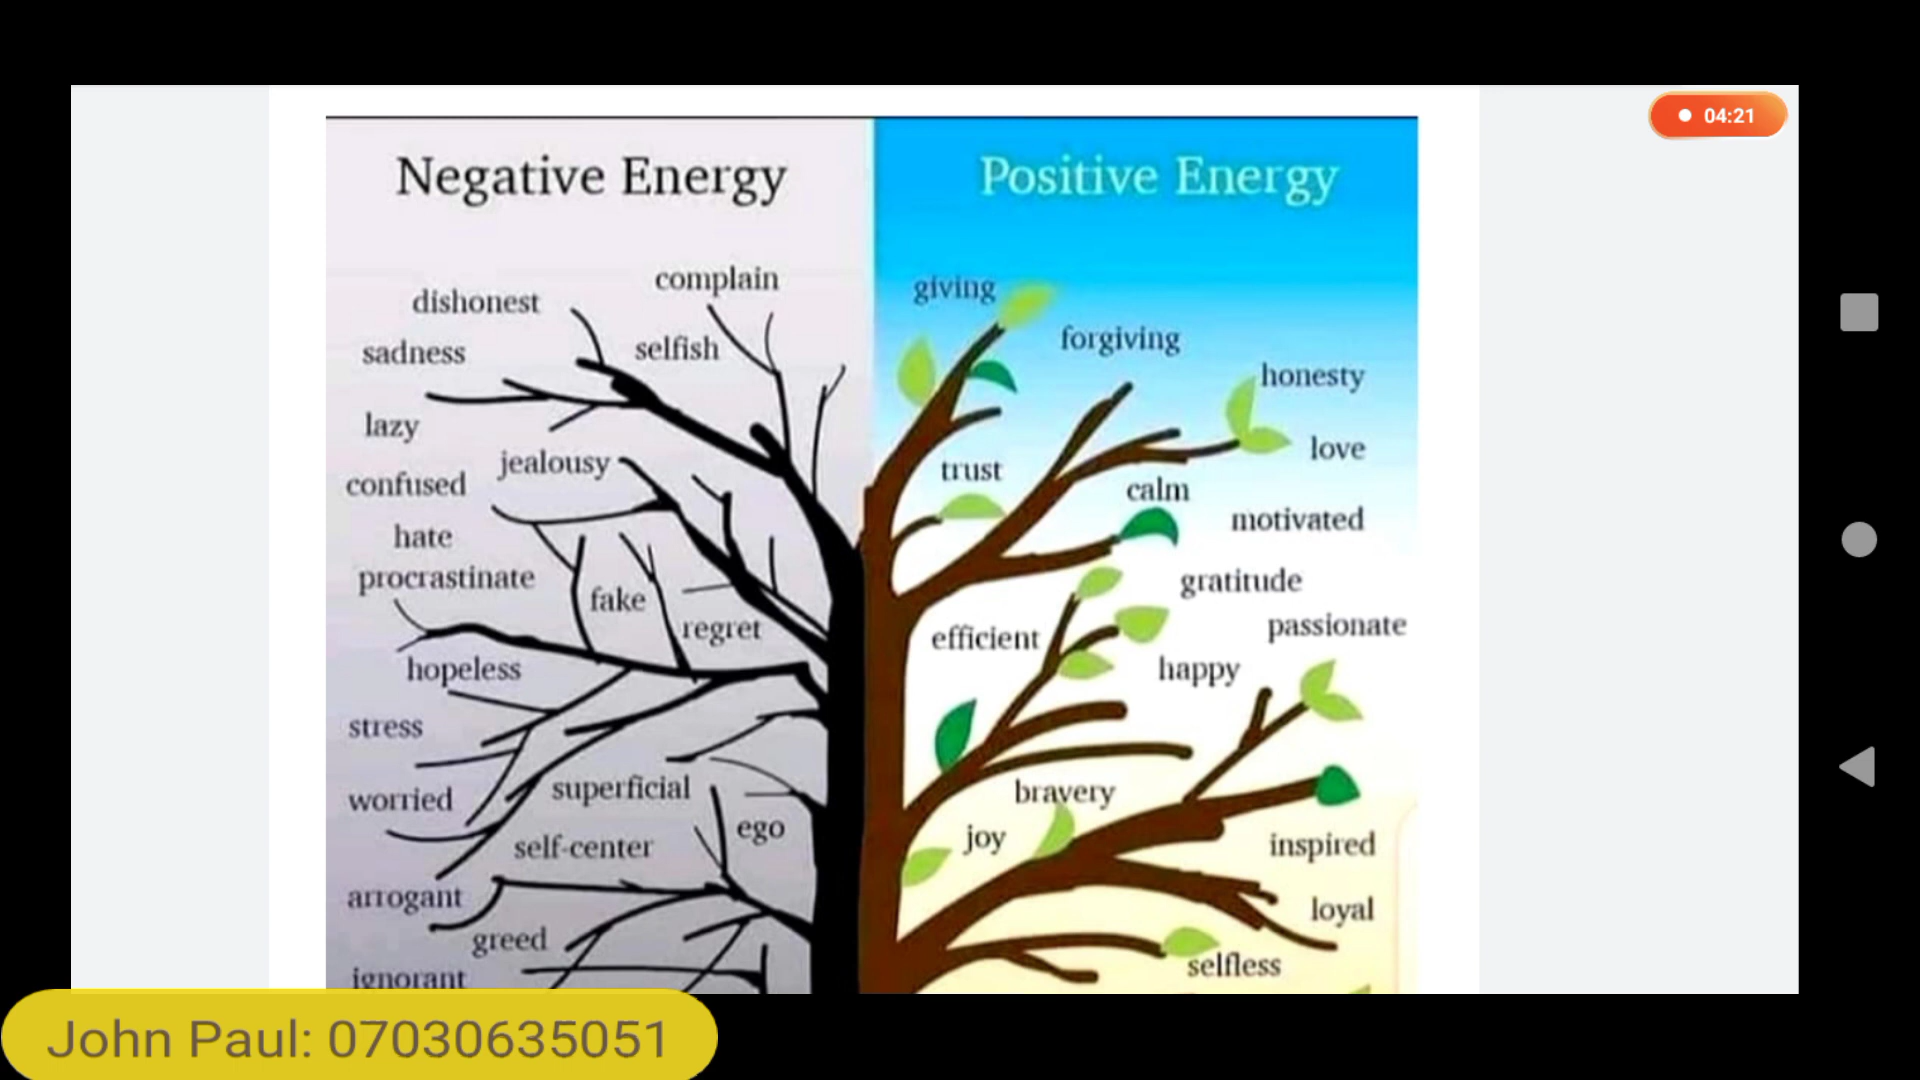 04:21
Negative Energy
Positive Energy
complain
dishonest
selfish
sadness
lazy
jealousy
confused
hate
procrastinate
fake
regret
hopeless
stress
superficial
worried
ego
self-center
arrogant
greed
ignorant
giving
forgiving
honesty
love
trust
calm
motivated
gratitude
passionate
efficient
happy
bravery
joy
inspired
loyal
selfless
John Paul: 07030635051